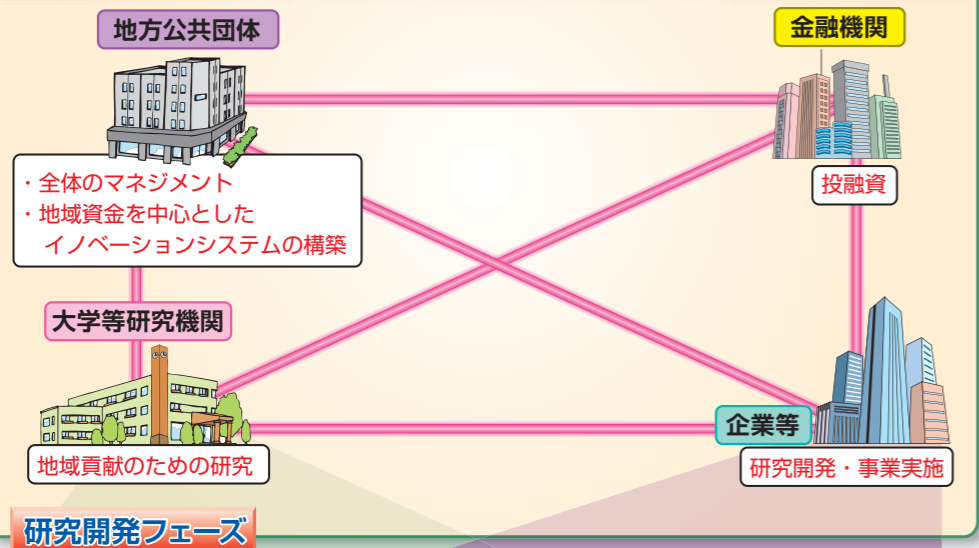 地方公共団体
金融機関
・全体のマネジメント
・地域資金を中心とした
イノベーションシステムの構築
投融資
大学等研究機関
企業等
地域貢献のための研究
研究開発・事業実施
研究開発フェーズ